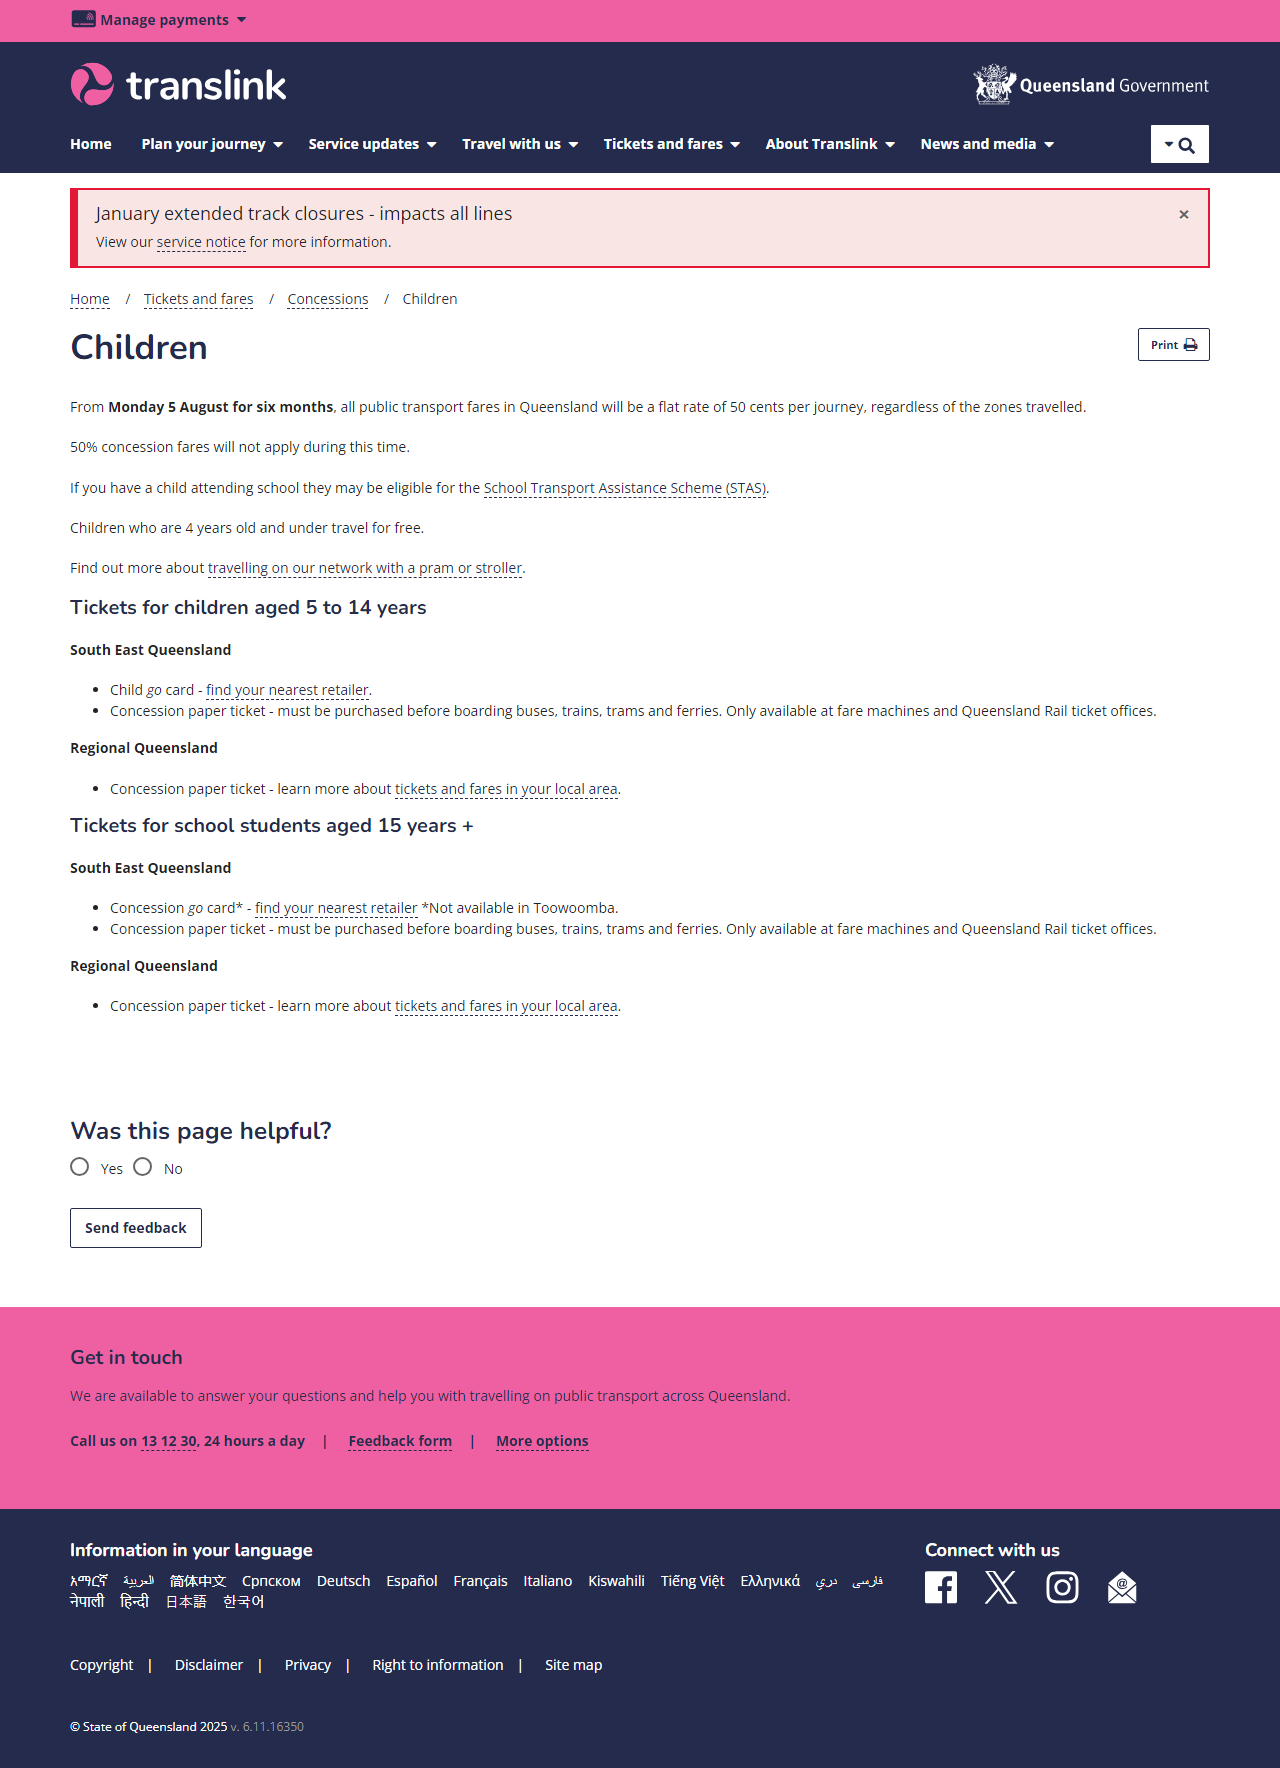 Manage payments
translink
Queensland Government
Home Plan your journey Service updates Travel with us Tickets and fares About Translink News and media
January extended track closures - impacts all lines ×
View our service notice for more information.
Home / Tickets and fares / Concessions / Children
Children
Print
From Monday 5 August for six months, all public transport fares in Queensland will be a flat rate of 50 cents per journey, regardless of the zones travelled.
50% concession fares will not apply during this time.
If you have a child attending school they may be eligible for the School Transport Assistance Scheme (STAS).
Children who are 4 years old and under travel for free.
Find out more about travelling on our network with a pram or stroller.
Tickets for children aged 5 to 14 years
South East Queensland
• Child go card - find your nearest retailer.
• Concession paper ticket - must be purchased before boarding buses, trains, trams and ferries. Only available at fare machines and Queensland Rail ticket offices.
Regional Queensland
• Concession paper ticket - learn more about tickets and fares in your local area.
Tickets for school students aged 15 years +
South East Queensland
• Concession go card* - find your nearest retailer *Not available in Toowoomba.
• Concession paper ticket - must be purchased before boarding buses, trains, trams and ferries. Only available at fare machines and Queensland Rail ticket offices.
Regional Queensland
• Concession paper ticket - learn more about tickets and fares in your local area.
Was this page helpful?
Yes No
Send feedback
Get in touch
We are available to answer your questions and help you with travelling on public transport across Queensland.
Call us on 13 12 30, 24 hours a day | Feedback form | More options
Information in your language
አማርኛ العربية 简体中文 Српском Deutsch Español Français Italiano Kiswahili Tiếng Việt Ελληνικά دري فارسی
नेपाली हिन्दी 日本語 한국어
Connect with us
Copyright | Disclaimer | Privacy | Right to information | Site map
© State of Queensland 2025 v. 6.11.16350